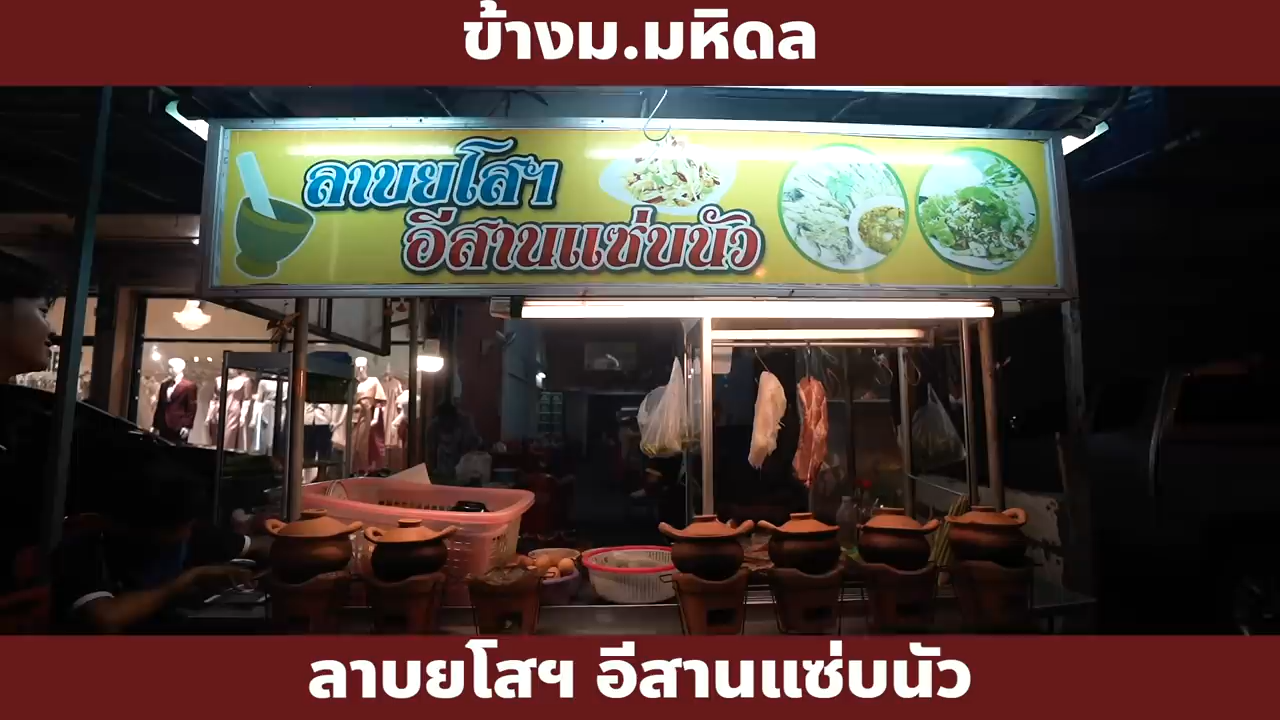 ข้างม.มหิดล
ลาบยโสฯ
อีสานแซ่บนัว
ลาบยโสฯ อีสานแซ่บนัว